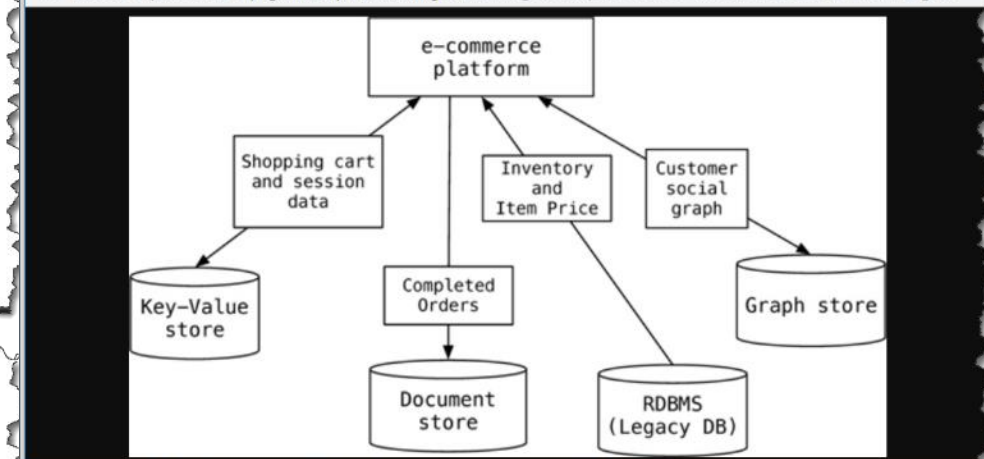 e-commerce
platform
Shopping cart
and session
data
Inventory
and
Item Price
Customer
social
graph
Completed
Orders
Key-Value
store
Graph store
Document
store
RDBMS
(Legacy DB)